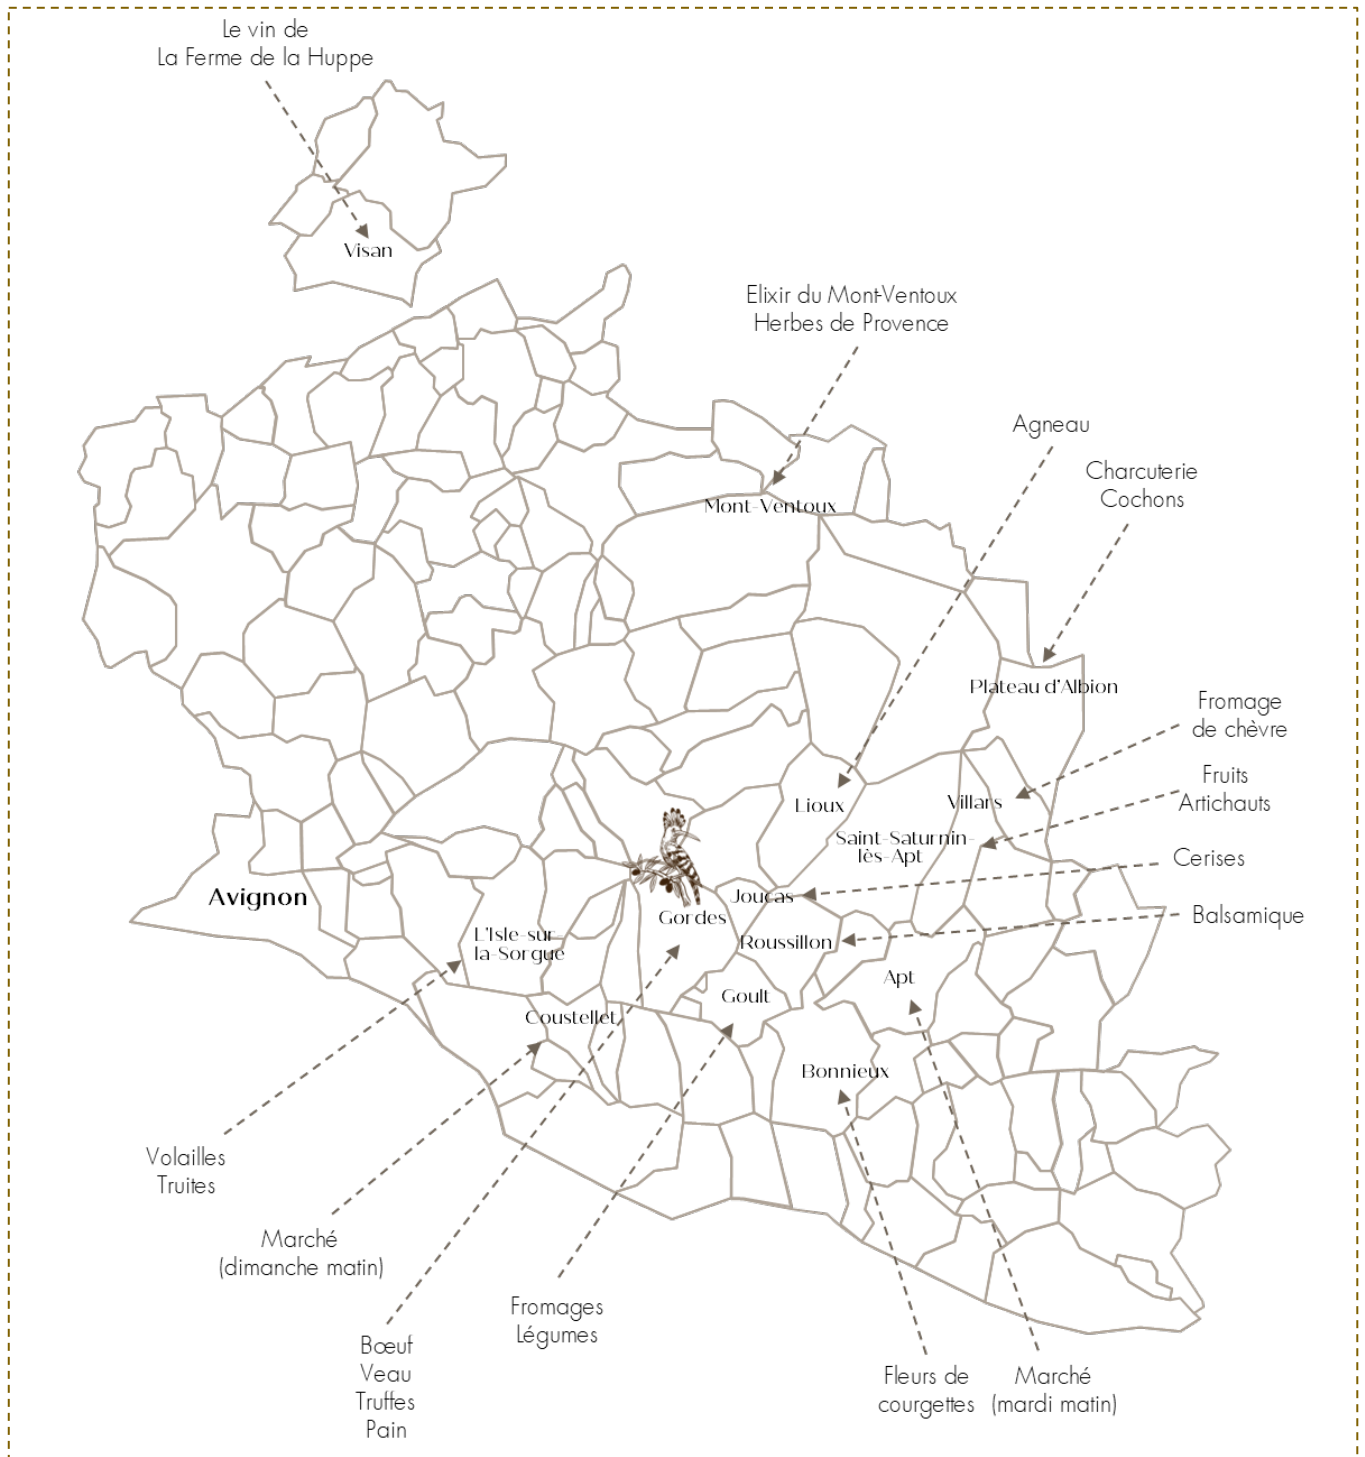 Le vin de
La Ferme de la Huppe
Visan
Elixir du Mont-Ventoux
Herbes de Provence
Agneau
Charcuterie
Cochons
Mont-Ventoux
Plateau d'Albion
Fromage
de chèvre
Fruits
Artichauts
Lioux
Villars
Saint-Saturnin-
lès-Apt
Cerises
Avignon
Joucas
Gordes
Balsamique
L'Isle-sur-
la-Sorgue
Roussillon
Apt
Goult
Coustellet
Bonnieux
Volailles
Truites
Marché
(dimanche matin)
Fromages
Légumes
Bœuf
Veau
Truffes
Pain
Fleurs de
courgettes
Marché
(mardi matin)